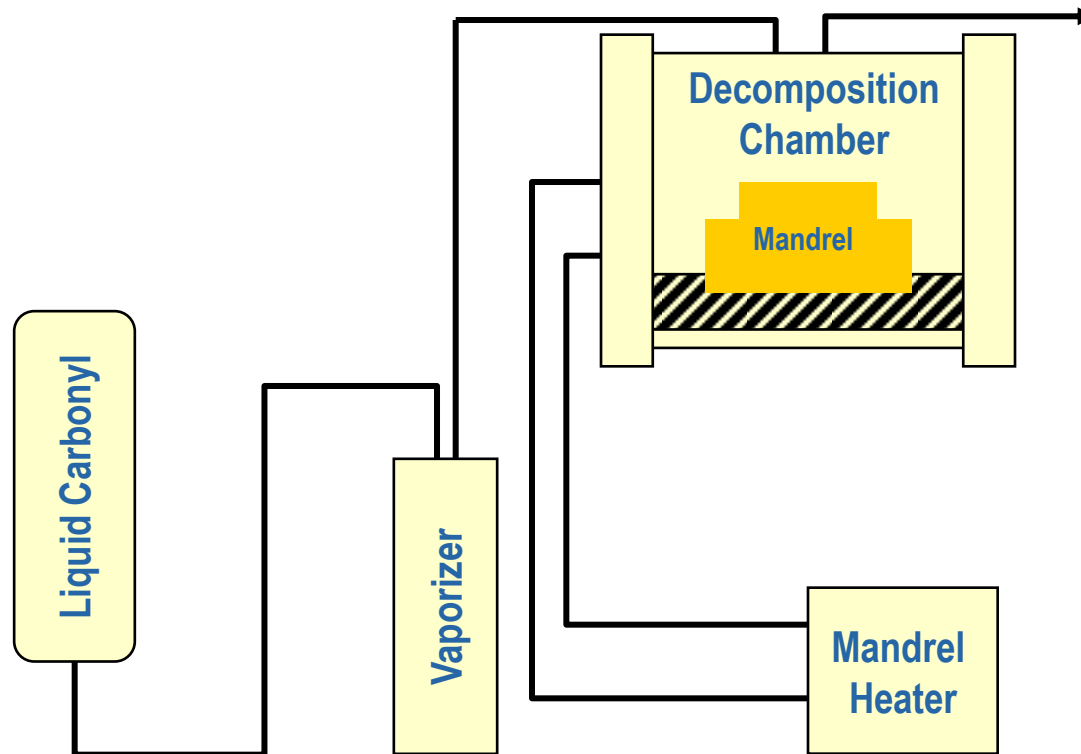 Decomposition
Chamber
Mandrel
Liquid Carbonyl
Vaporizer
Mandrel
Heater